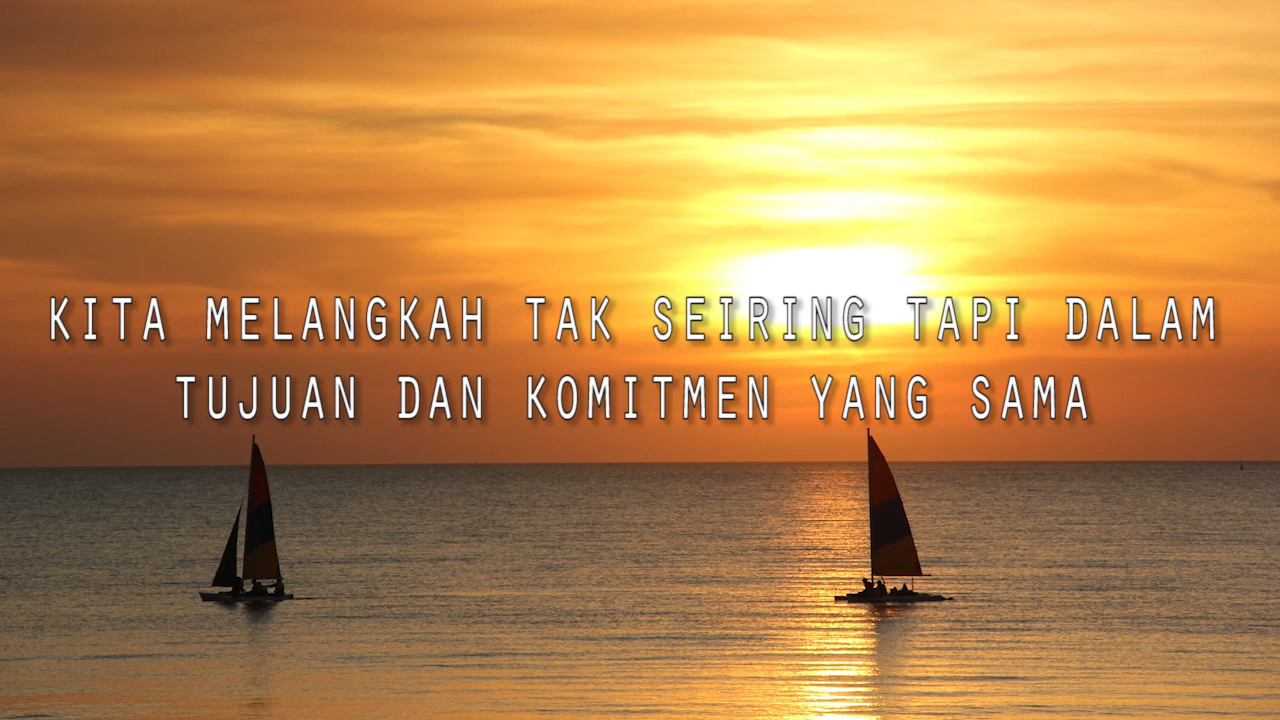 KITA MELANGKAH TAK SEIRING TAPI DALAM
TUJUAN DAN KOMITMEN YANG SAMA